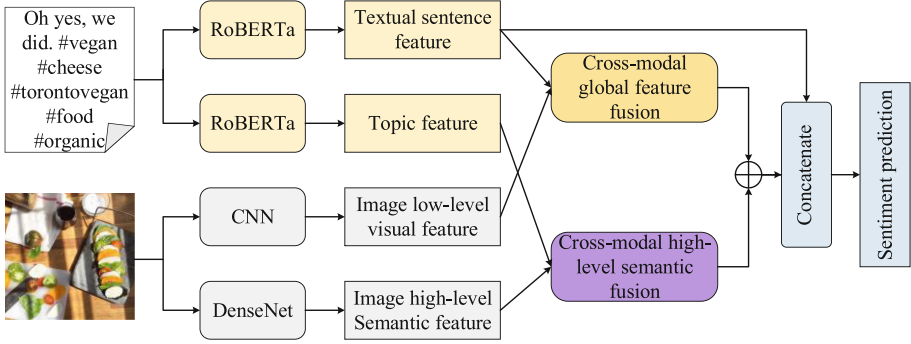 Oh yes, we
did. #vegan
#cheese
#torontovegan
#food
#organic
RoBERTa
Textual sentence
feature
RoBERTa
Topic feature
CNN
Image low-level
visual feature
DenseNet
Image high-level
Semantic feature
Cross-modal
global feature
fusion
Cross-modal high-
level semantic
fusion
Concatenate
Sentiment prediction